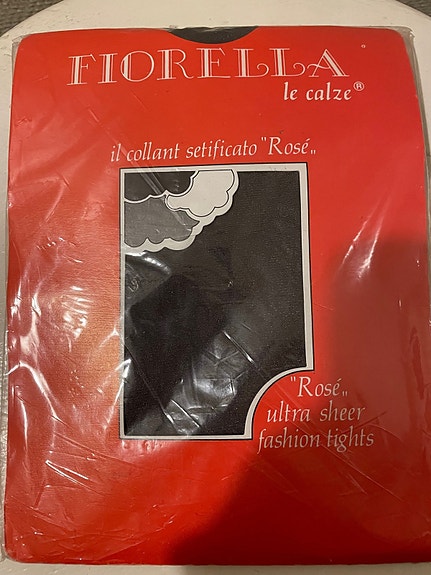 FIORELLA
le calze®
il collant setificato "Rosé„
"Rosé„
ultra sheer
fashion tights